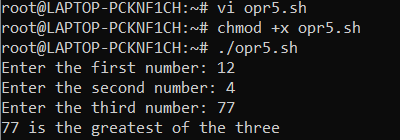 root@LAPTOP-PCKNF1CH:~# vi opr5.sh
root@LAPTOP-PCKNF1CH:~# chmod +x opr5.sh
root@LAPTOP-PCKNF1CH:~# ./opr5.sh
Enter the first number: 12
Enter the second number: 4
Enter the third number: 77
77 is the greatest of the three